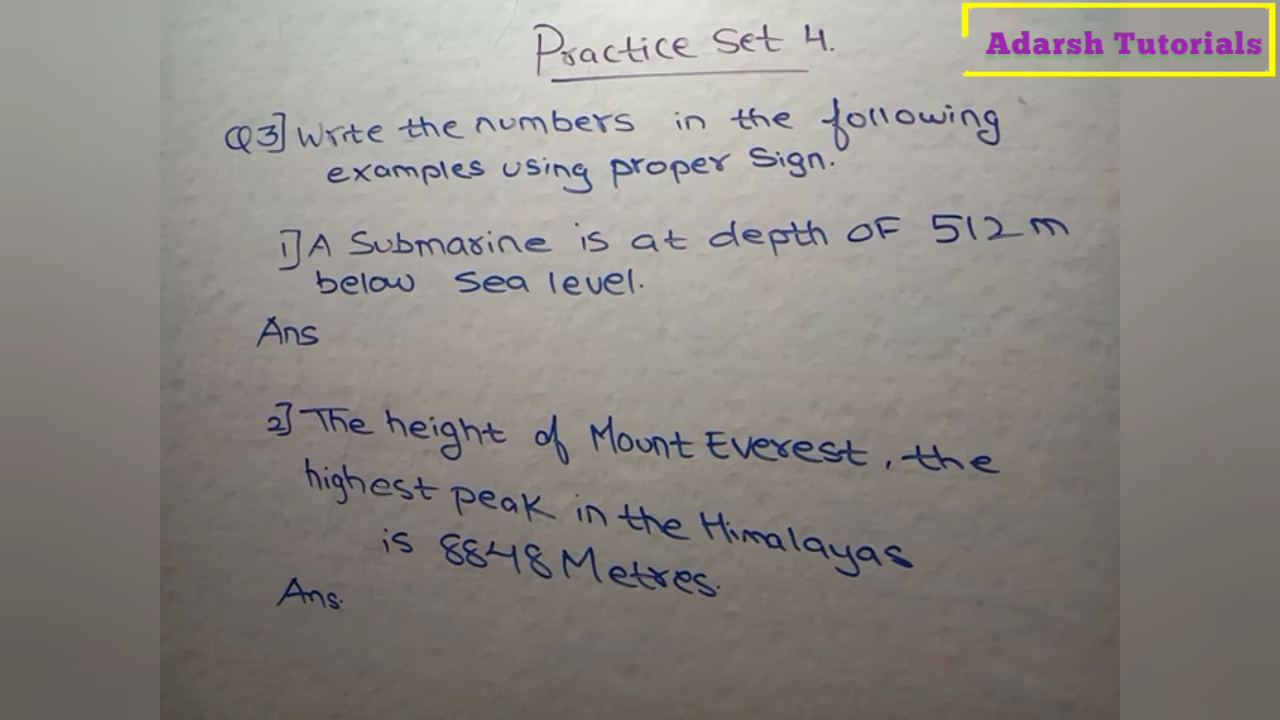 Adarsh Tutorials
Practice Set 4.
Q3] Write the numbers in the following
examples using proper Sign.
1] A Submarine is at depth OF 512 m
below sea level.
Ans
2] The height of Mount Everest, the
highest peak in the Himalayas
is 8848 Metres.
Ans.